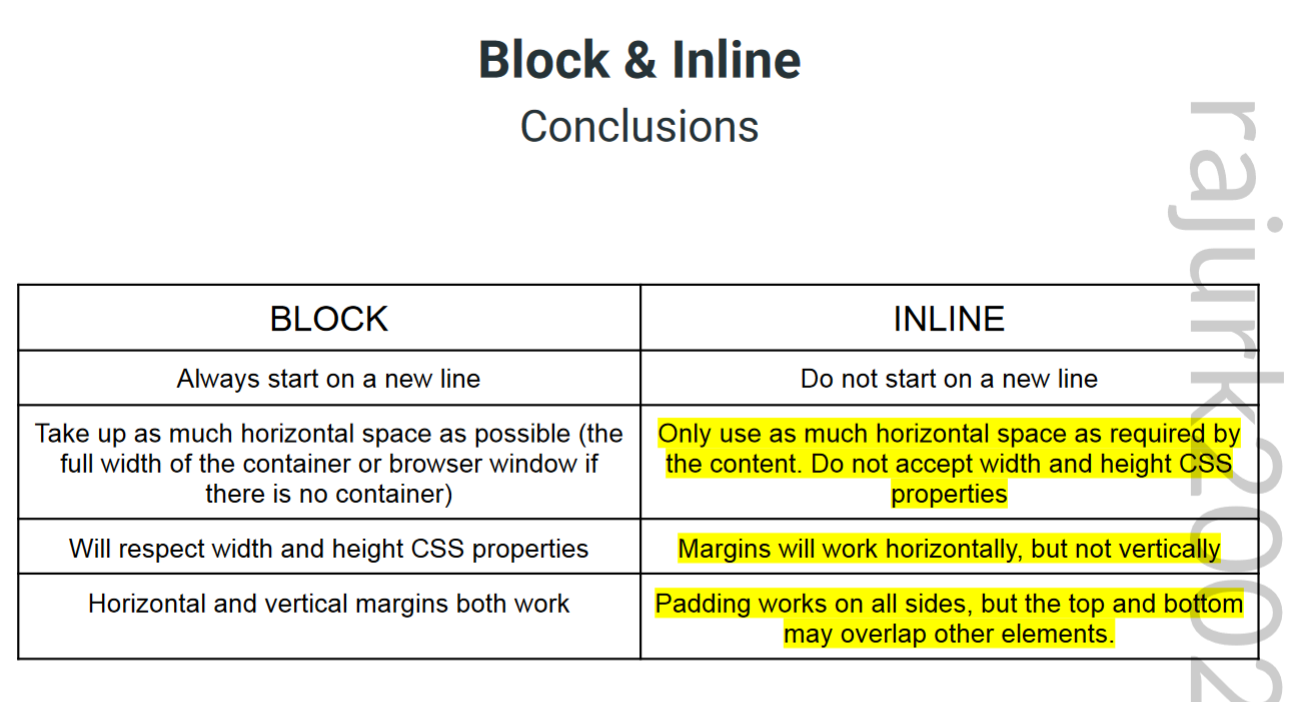 Block & Inline
Conclusions
BLOCK
INLINE
Always start on a new line
Do not start on a new line
Take up as much horizontal space as possible (the
full width of the container or browser window if
there is no container)
Only use as much horizontal space as required by
the content. Do not accept width and height CSS
properties
Will respect width and height CSS properties
Margins will work horizontally, but not vertically
Horizontal and vertical margins both work
Padding works on all sides, but the top and bottom
may overlap other elements.
rajurk2002